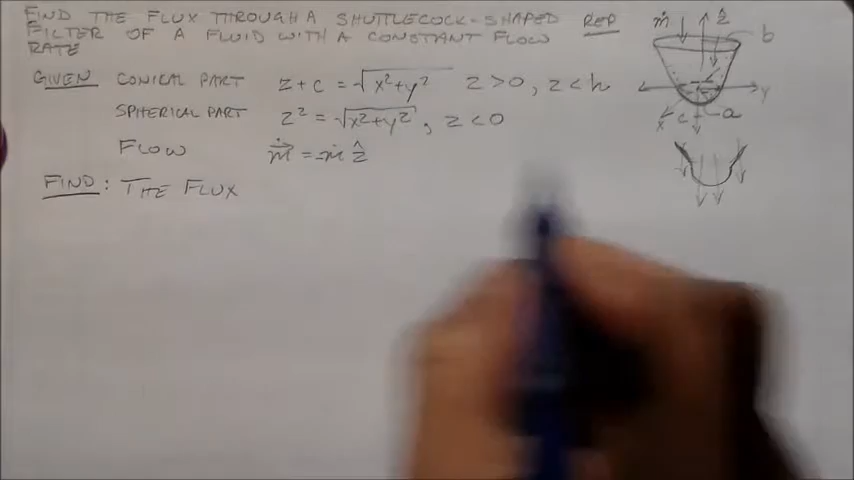 FIND THE FLUX THROUGH A SHUTTLECOCK-SHAPED REP
FILTER OF A FLUID WITH A CONSTANT FLOW
RATE
GIVEN CONICAL PART z + c = √x²+y² z > 0, z < h
SPHERICAL PART z² = √x²+y², z < 0
FLOW ṁ = -ṁ ẑ
FIND: THE FLUX
ṁ ẑ
b
y
x c a